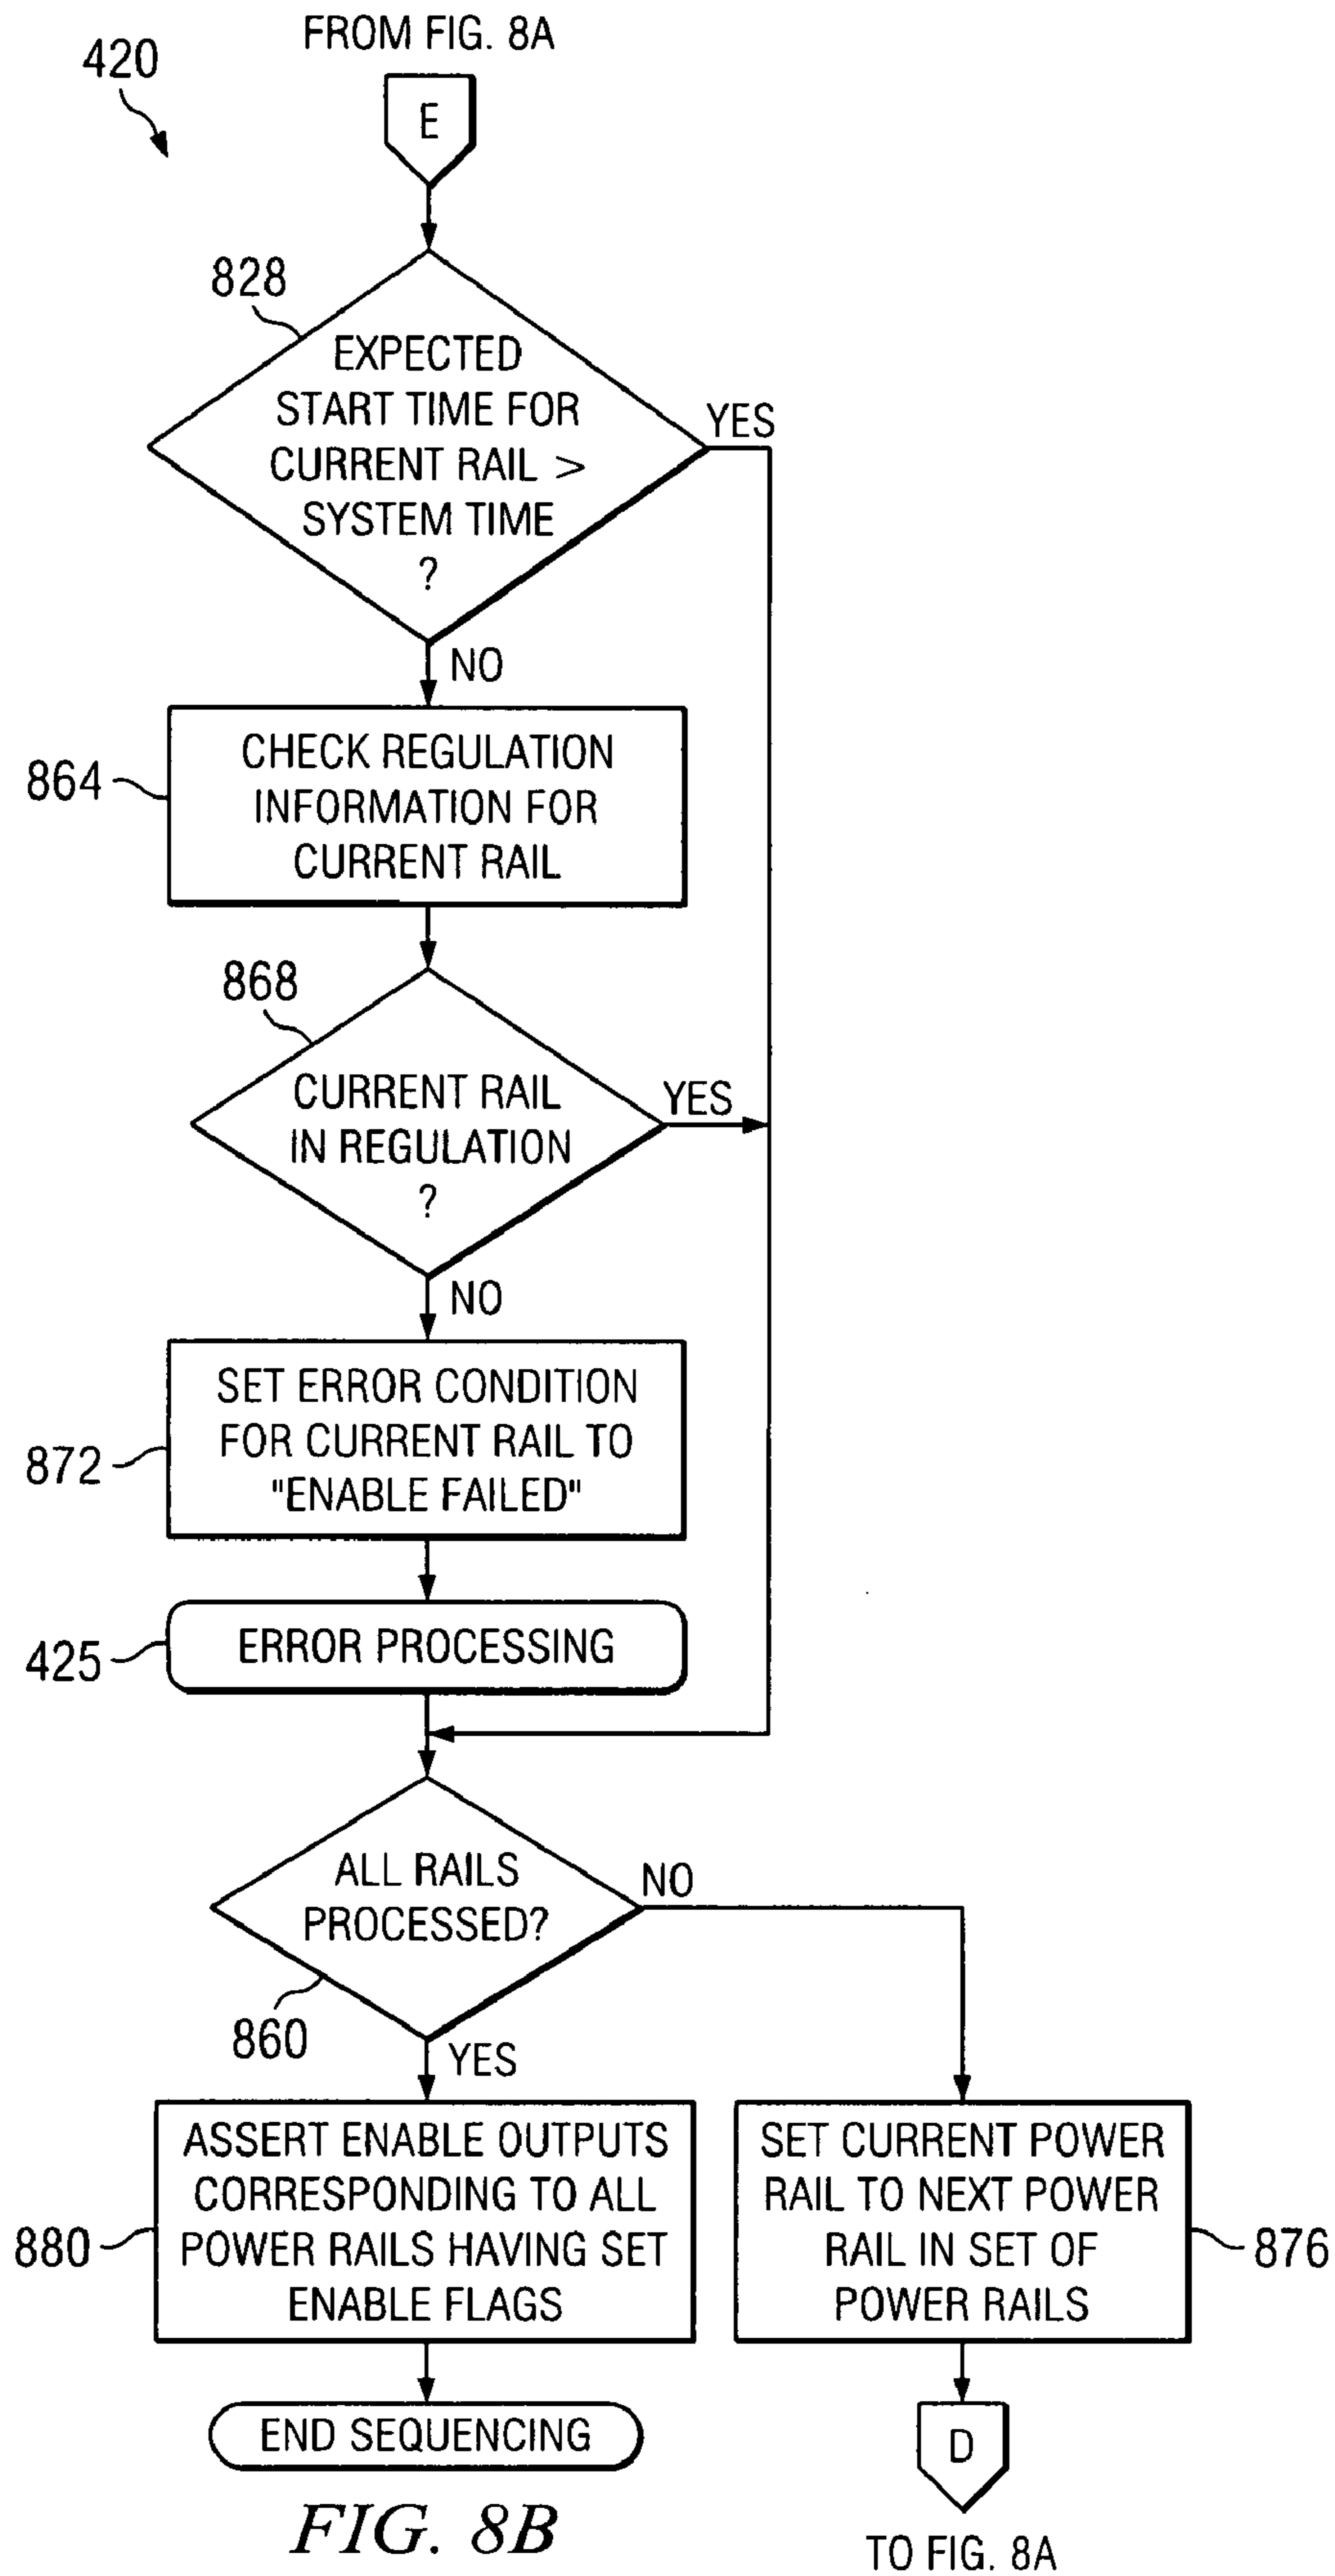 FROM FIG. 8A
420
E
828
EXPECTED
START TIME FOR
CURRENT RAIL >
SYSTEM TIME
?
YES
NO
864
CHECK REGULATION
INFORMATION FOR
CURRENT RAIL
868
CURRENT RAIL
IN REGULATION
?
YES
NO
872
SET ERROR CONDITION
FOR CURRENT RAIL TO
"ENABLE FAILED"
425
ERROR PROCESSING
ALL RAILS
PROCESSED?
NO
860
YES
880
ASSERT ENABLE OUTPUTS
CORRESPONDING TO ALL
POWER RAILS HAVING SET
ENABLE FLAGS
SET CURRENT POWER
RAIL TO NEXT POWER
RAIL IN SET OF
POWER RAILS
876
END SEQUENCING
D
FIG. 8B
TO FIG. 8A